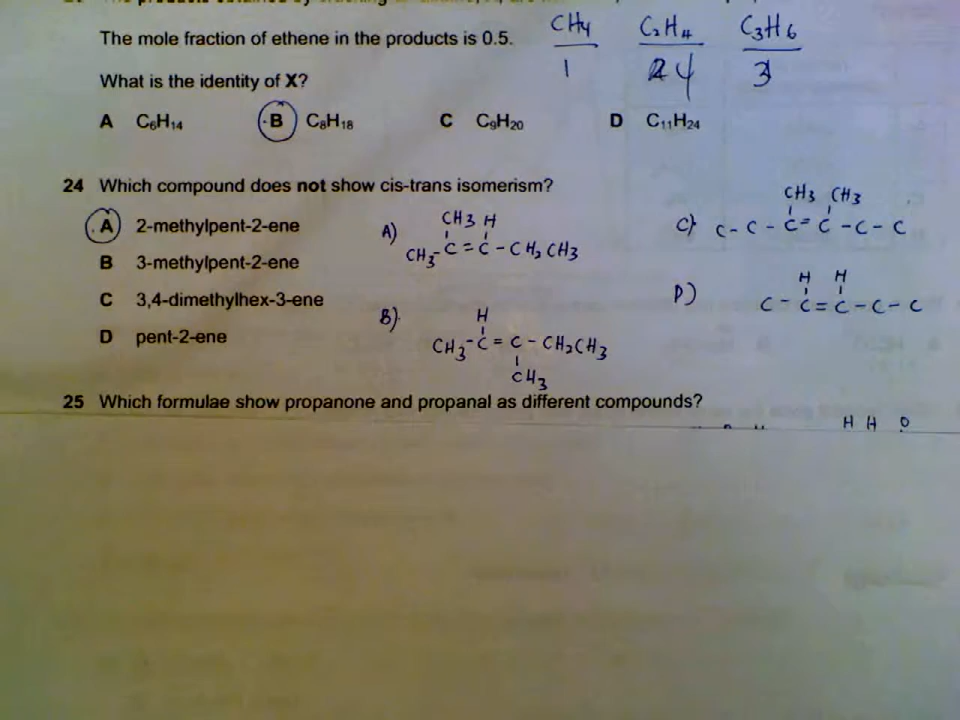 The mole fraction of ethene in the products is 0.5. CH4 C2H4 C3H6
1 4 3
What is the identity of X?
A C6H14 B C8H18 C C9H20 D C11H24
24 Which compound does not show cis-trans isomerism?
A 2-methylpent-2-ene
B 3-methylpent-2-ene
C 3,4-dimethylhex-3-ene
D pent-2-ene
A)
CH3 H
CH3-C=C-CH2CH3
B)
H
CH3-C=C-CH2CH3
CH3
C)
CH3 CH3
C-C-C=C-C-C
D)
H H
C-C=C-C-C
25 Which formulae show propanone and propanal as different compounds?
H H O